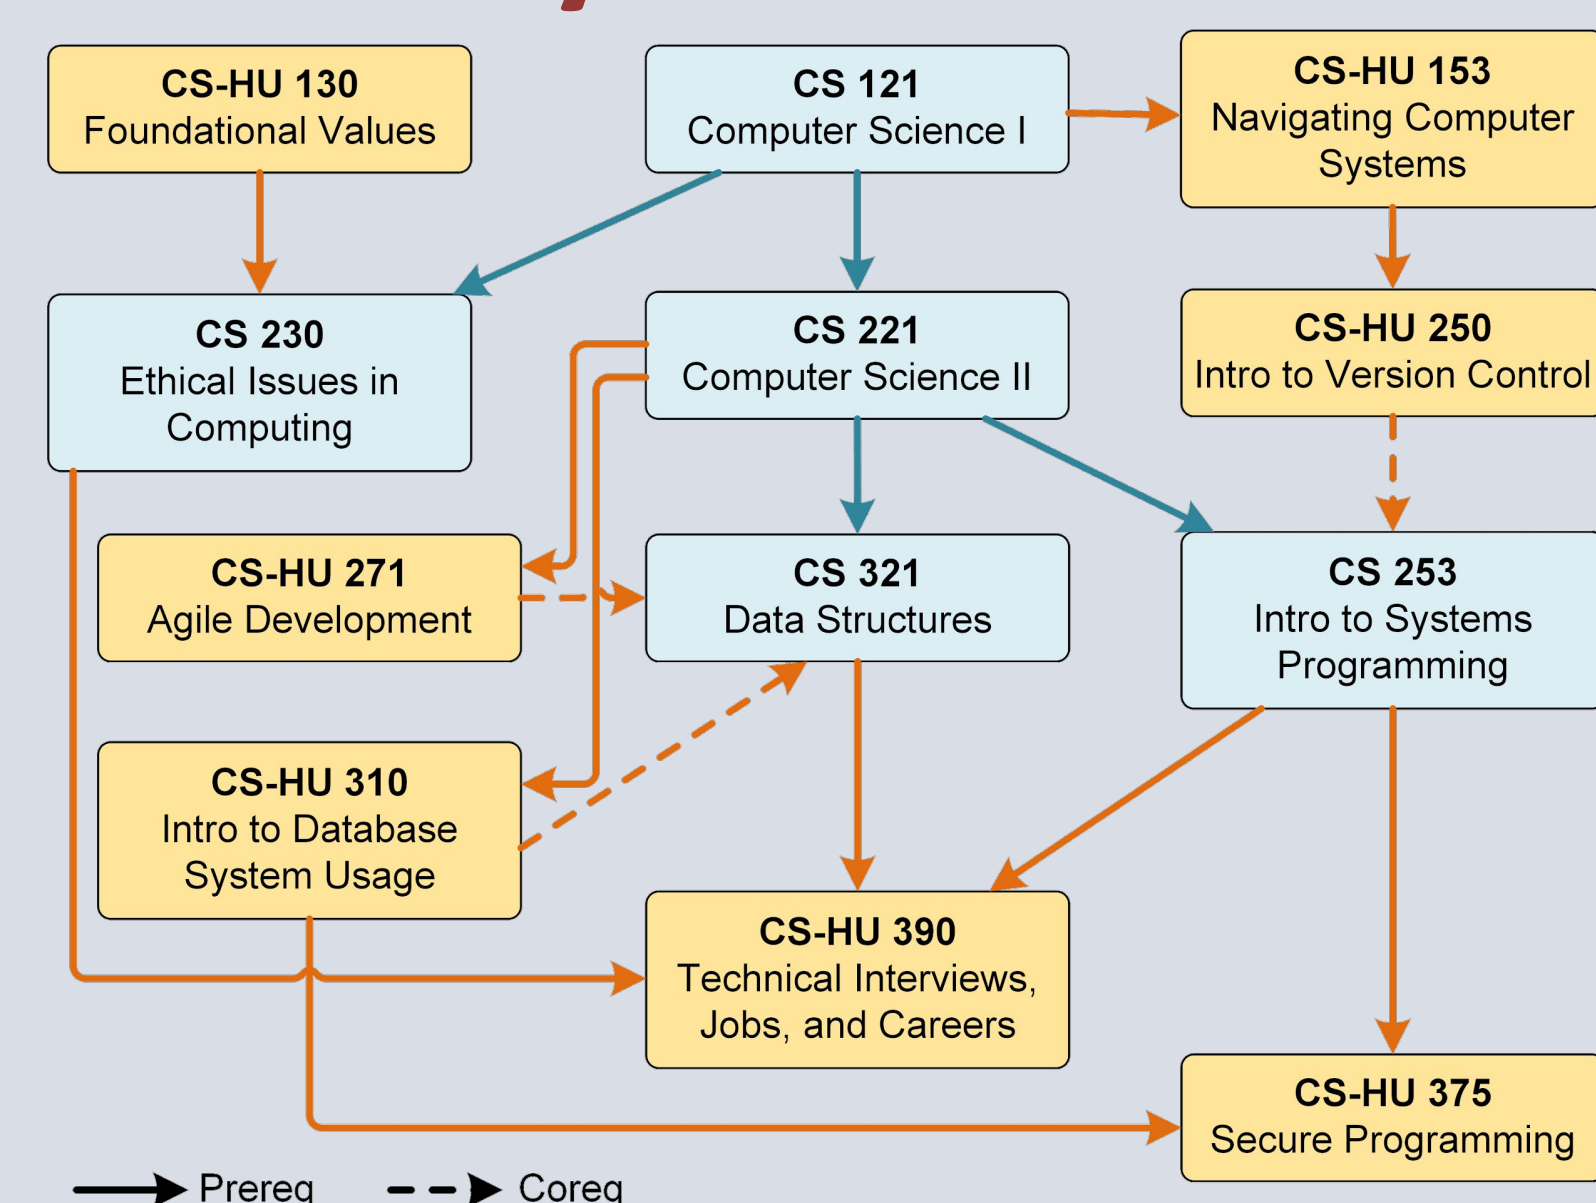 CS-HU 130
Foundational Values
CS 121
Computer Science I
CS-HU 153
Navigating Computer
Systems
CS 230
Ethical Issues in
Computing
CS 221
Computer Science II
CS-HU 250
Intro to Version Control
CS-HU 271
Agile Development
CS 321
Data Structures
CS 253
Intro to Systems
Programming
CS-HU 310
Intro to Database
System Usage
CS-HU 390
Technical Interviews,
Jobs, and Careers
CS-HU 375
Secure Programming
Prereq
Coreq